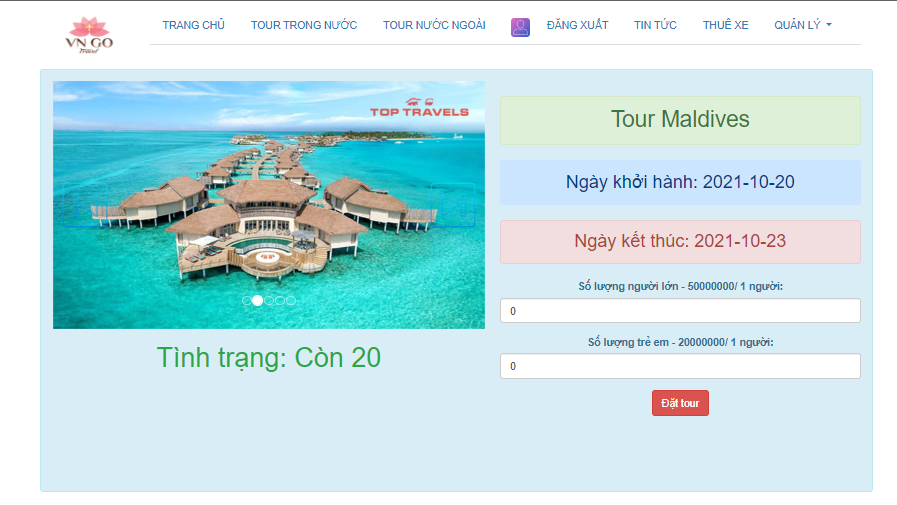 VN GO
Travel
TRANG CHỦ
TOUR TRONG NƯỚC
TOUR NƯỚC NGOÀI
ĐĂNG XUẤT
TIN TỨC
THUÊ XE
QUẢN LÝ
TOP TRAVELS
Tình trạng: Còn 20
Tour Maldives
Ngày khởi hành: 2021-10-20
Ngày kết thúc: 2021-10-23
Số lượng người lớn - 50000000/ 1 người:
0
Số lượng trẻ em - 20000000/ 1 người:
0
Đặt tour